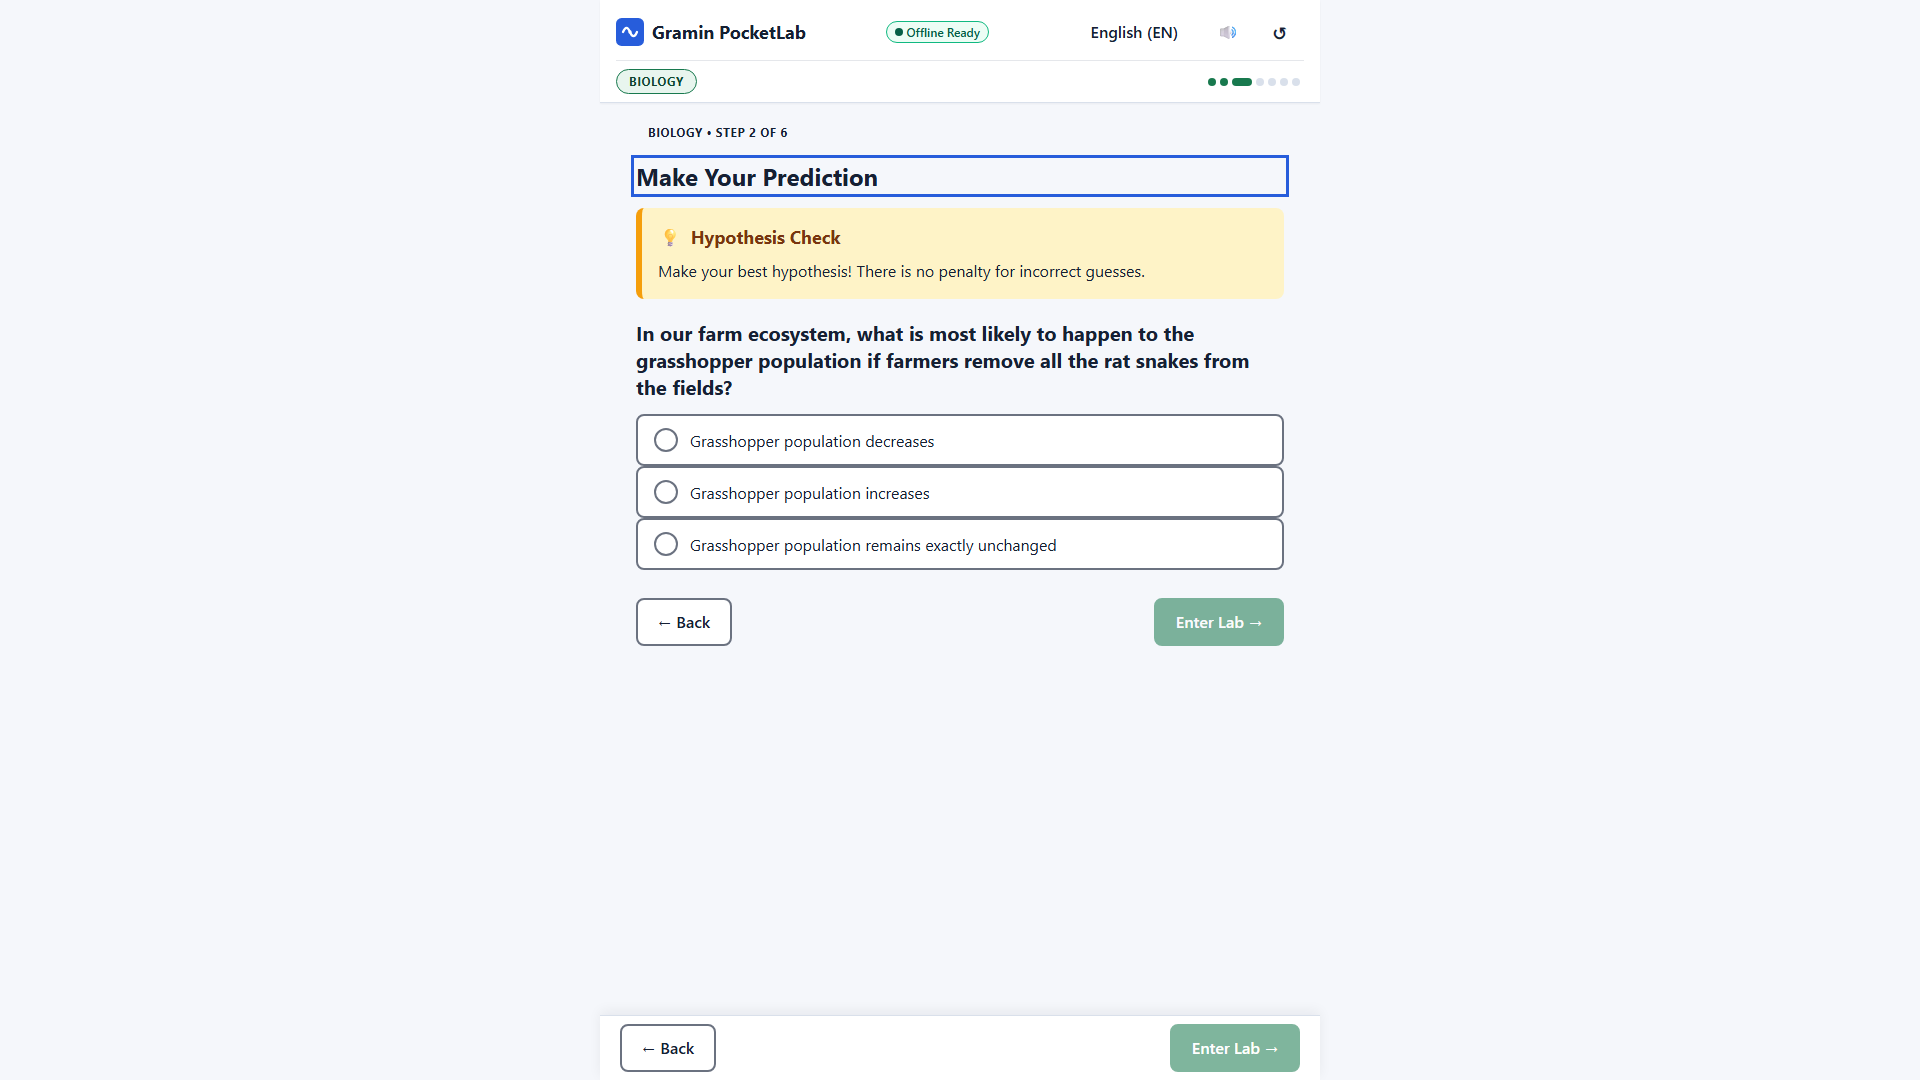 Gramin PocketLab
Offline Ready
English (EN)
BIOLOGY
BIOLOGY • STEP 2 OF 6
Make Your Prediction
Hypothesis Check
Make your best hypothesis! There is no penalty for incorrect guesses.
In our farm ecosystem, what is most likely to happen to the
grasshopper population if farmers remove all the rat snakes from
the fields?
Grasshopper population decreases
Grasshopper population increases
Grasshopper population remains exactly unchanged
← Back
Enter Lab →
← Back
Enter Lab →